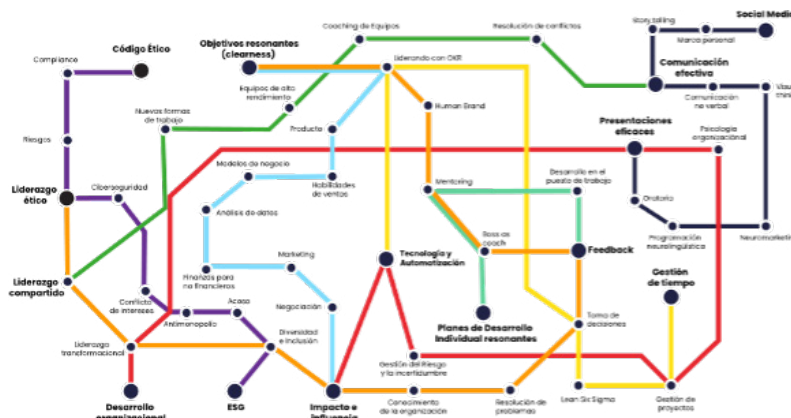 Coaching de Equipos
Resolución de conflictos
Story telling
Social Medi
Marca personal
Código Ético
Objetivos resonantes
(clearness)
Compliance
Liderando con OKR
Comunicación
efectiva
Equipos de alto
rendimiento
Comunicación
no verbal
Visu
think
Nuevas formas
de trabajo
Human Brand
Producto
Presentaciones
eficaces
Riesgos
Psicología
organizacional
Modelos de negocio
Desarrollo en el
puesto de trabajo
Liderazgo
ético
Ciberseguridad
Habilidades
de ventas
Mentoring
Oratoria
Análisis de datos
Programación
neurolingüística
Neuromarketi
Boss as
coach
Feedback
Marketing
Tecnología y
Automatización
Finanzas para
no financieros
Gestión
de tiempo
Liderazgo
compartido
Conflicto
de intereses
Acoso
Negociación
Antimonopolio
Planes de Desarrollo
Individual resonantes
Toma de
decisiones
Diversidad
e Inclusión
Liderazgo
transformacional
Gestión del Riesgo
y la incertidumbre
Desarrollo
organizacional
ESG
Impacto e
influencia
Conocimiento
de la organización
Resolución de
problemas
Lean Six Sigma
Gestión de
proyectos